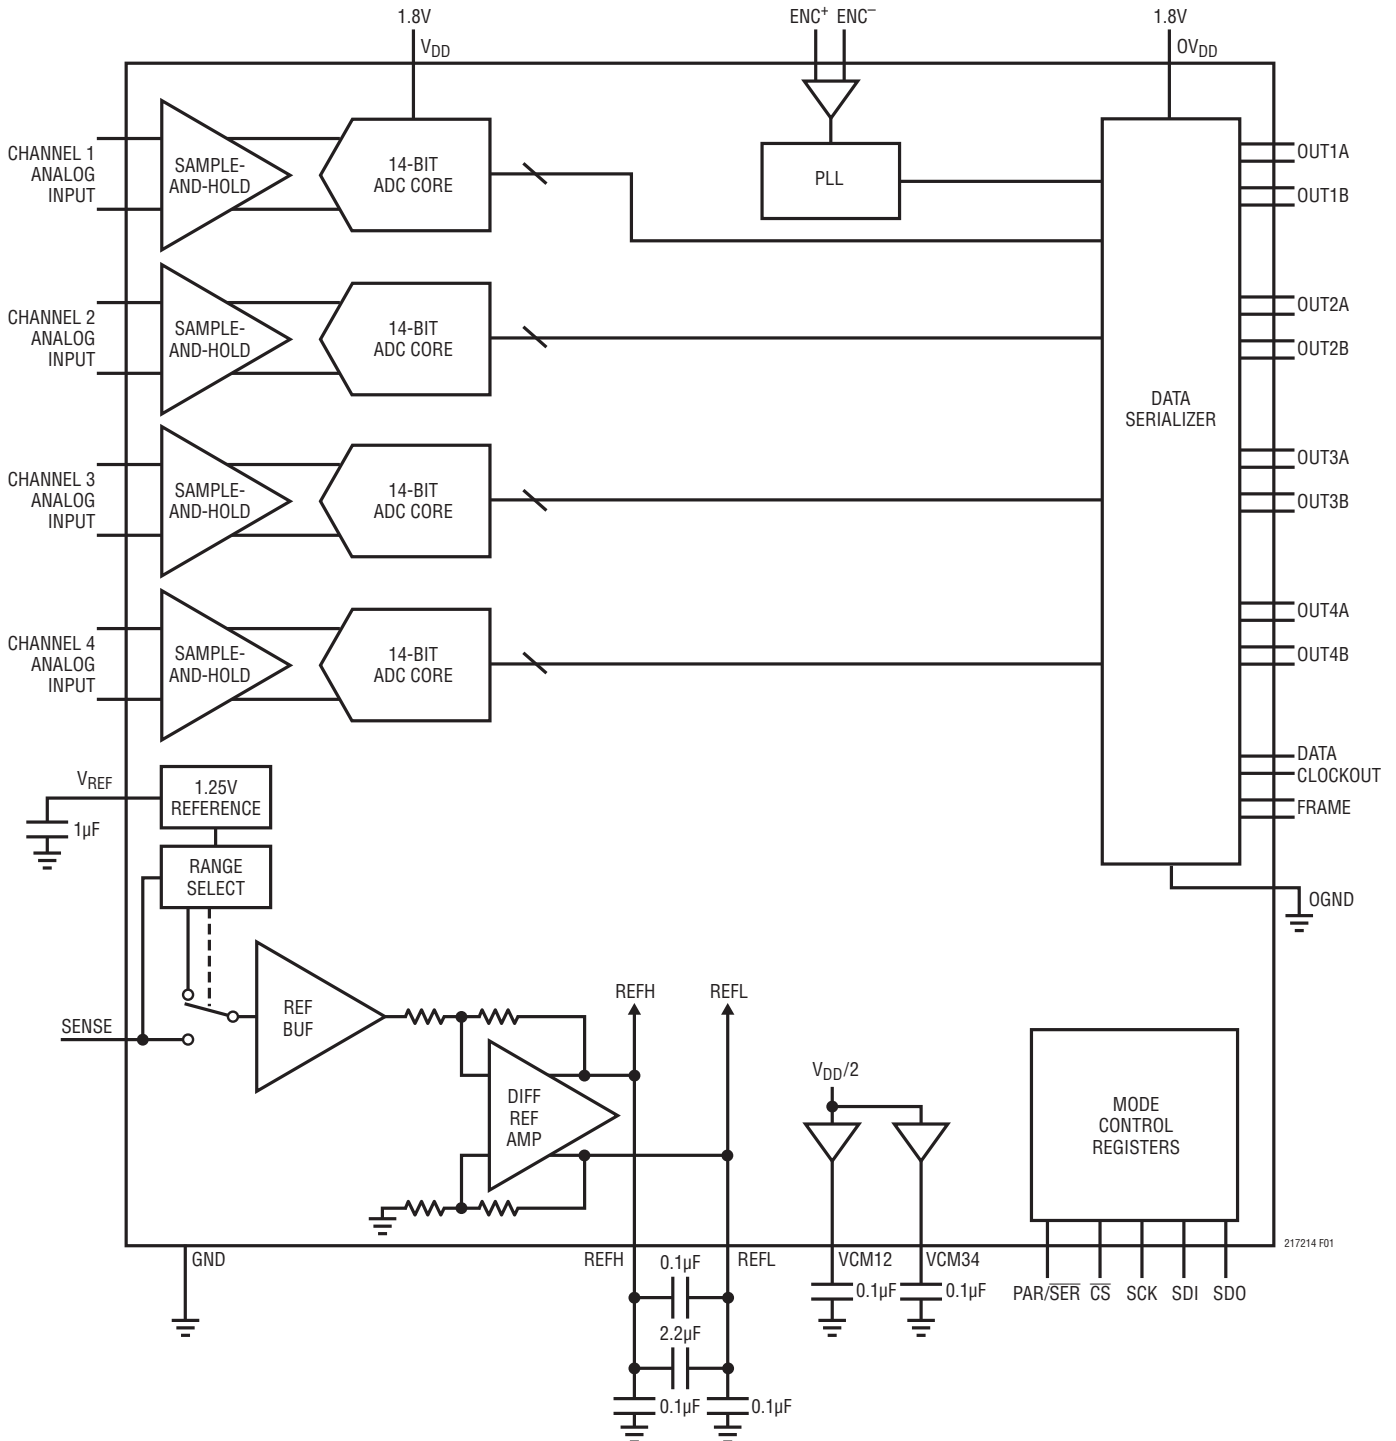 1.8V
ENC+ ENC−
1.8V
VDD
OVDD
CHANNEL 1
ANALOG
INPUT
SAMPLE-
AND-HOLD
14-BIT
ADC CORE
PLL
OUT1A
OUT1B
CHANNEL 2
ANALOG
INPUT
SAMPLE-
AND-HOLD
14-BIT
ADC CORE
OUT2A
OUT2B
DATA
SERIALIZER
CHANNEL 3
ANALOG
INPUT
SAMPLE-
AND-HOLD
14-BIT
ADC CORE
OUT3A
OUT3B
CHANNEL 4
ANALOG
INPUT
SAMPLE-
AND-HOLD
14-BIT
ADC CORE
OUT4A
OUT4B
DATA
CLOCKOUT
FRAME
VREF
1µF
1.25V
REFERENCE
RANGE
SELECT
OGND
SENSE
REF
BUF
REFH
REFL
DIFF
REF
AMP
VDD/2
MODE
CONTROL
REGISTERS
217214 F01
GND
REFH
REFL
VCM12
VCM34
0.1µF
0.1µF
0.1µF
2.2µF
0.1µF
0.1µF
PAR/S̅E̅R̅
C̅S̅
SCK
SDI
SDO